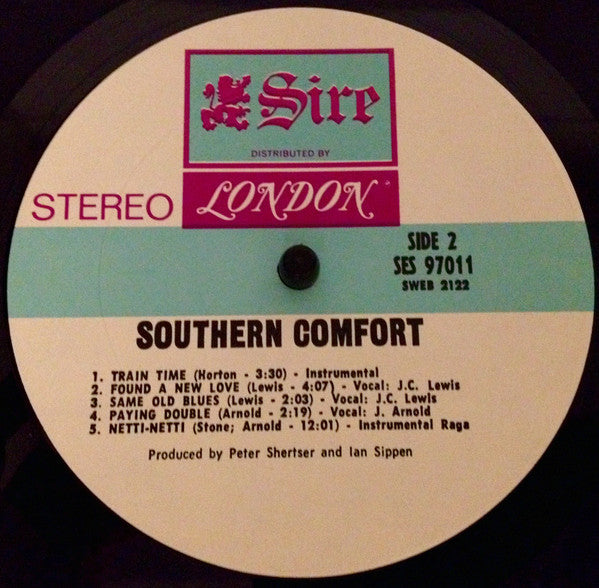 Sire
DISTRIBUTED BY
LONDON
STEREO
SIDE 2
SES 97011
SWEB 2122
SOUTHERN COMFORT
1. TRAIN TIME (Horton - 3:30) - Instrumental
2. FOUND A NEW LOVE (Lewis - 4:07) - Vocal: J.C. Lewis
3. SAME OLD BLUES (Lewis - 2:03) - Vocal: J.C. Lewis
4. PAYING DOUBLE (Arnold - 2:19) - Vocal: J. Arnold
5. NETTI-NETTI (Stone; Arnold - 12:01) - Instrumental Raga
Produced by Peter Shertser and Ian Sippen